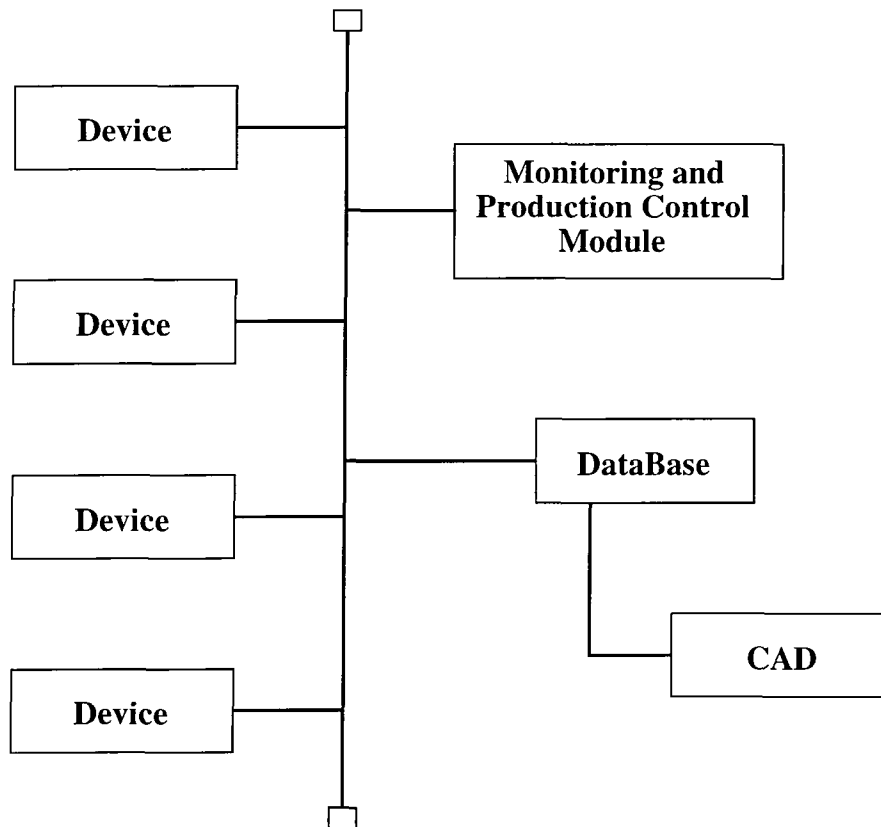 Device
Monitoring and
Production Control
Module
Device
DataBase
Device
CAD
Device